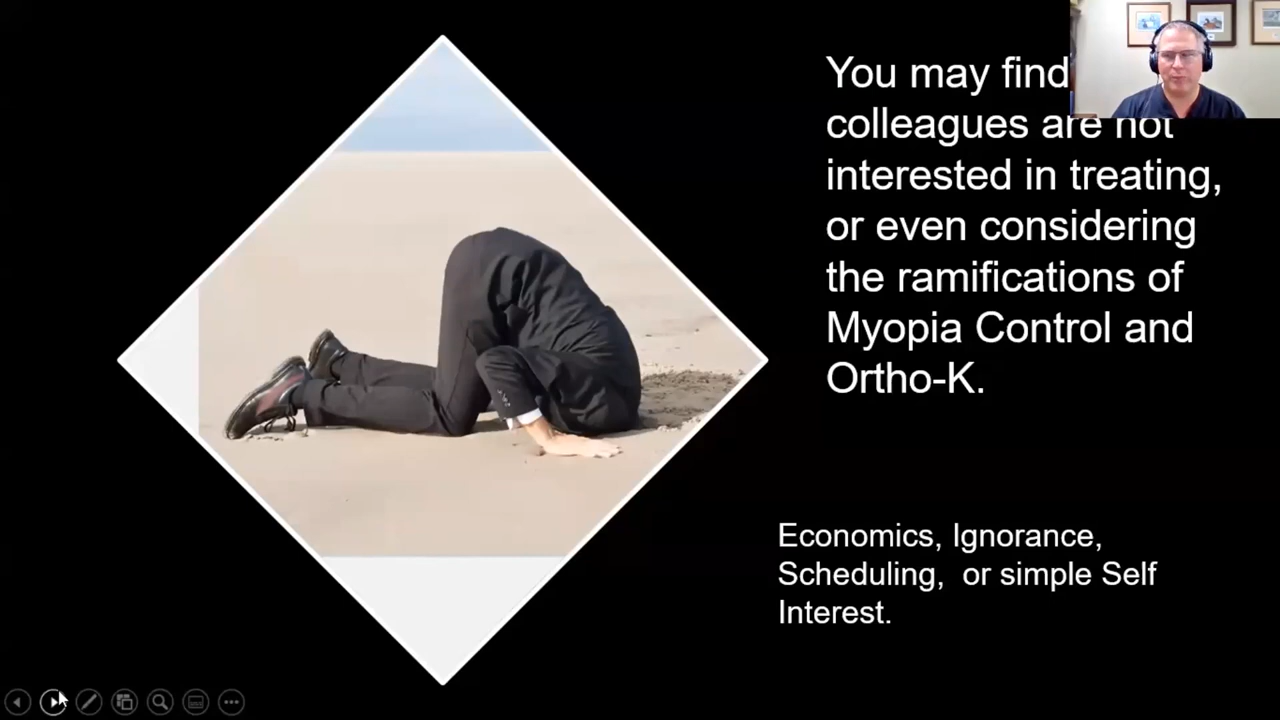 You may find
colleagues are not
interested in treating,
or even considering
the ramifications of
Myopia Control and
Ortho-K.
Economics, Ignorance,
Scheduling,  or simple Self
Interest.